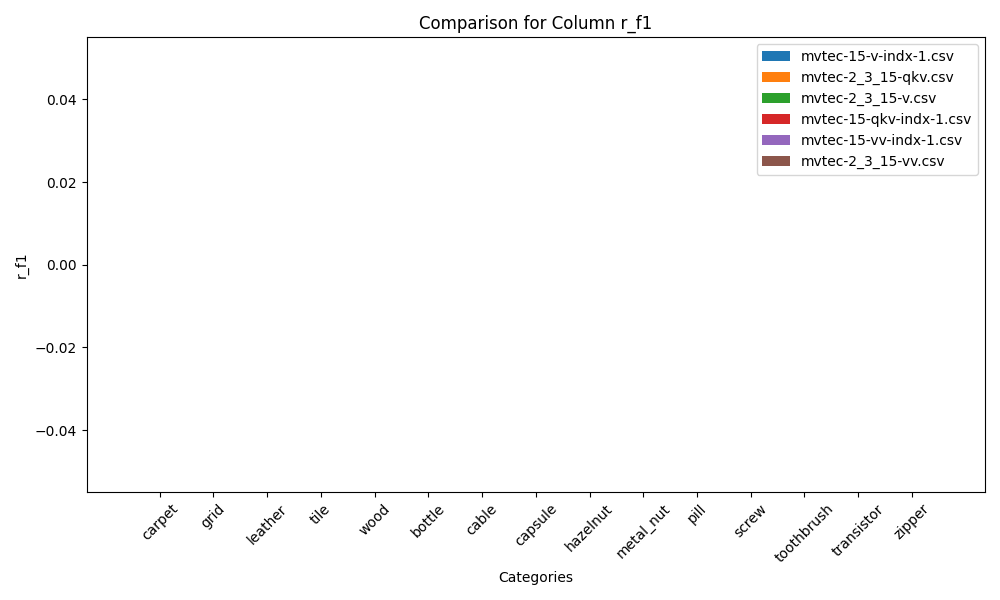 Comparison for Column r_f1
mvtec-15-v-indx-1.csv
mvtec-2_3_15-qkv.csv
mvtec-2_3_15-v.csv
mvtec-15-qkv-indx-1.csv
mvtec-15-vv-indx-1.csv
mvtec-2_3_15-vv.csv
r_f1
0.04
0.02
0.00
−0.02
−0.04
carpet
grid
leather
tile
wood
bottle
cable
capsule
hazelnut
metal_nut
pill
screw
toothbrush
transistor
zipper
Categories